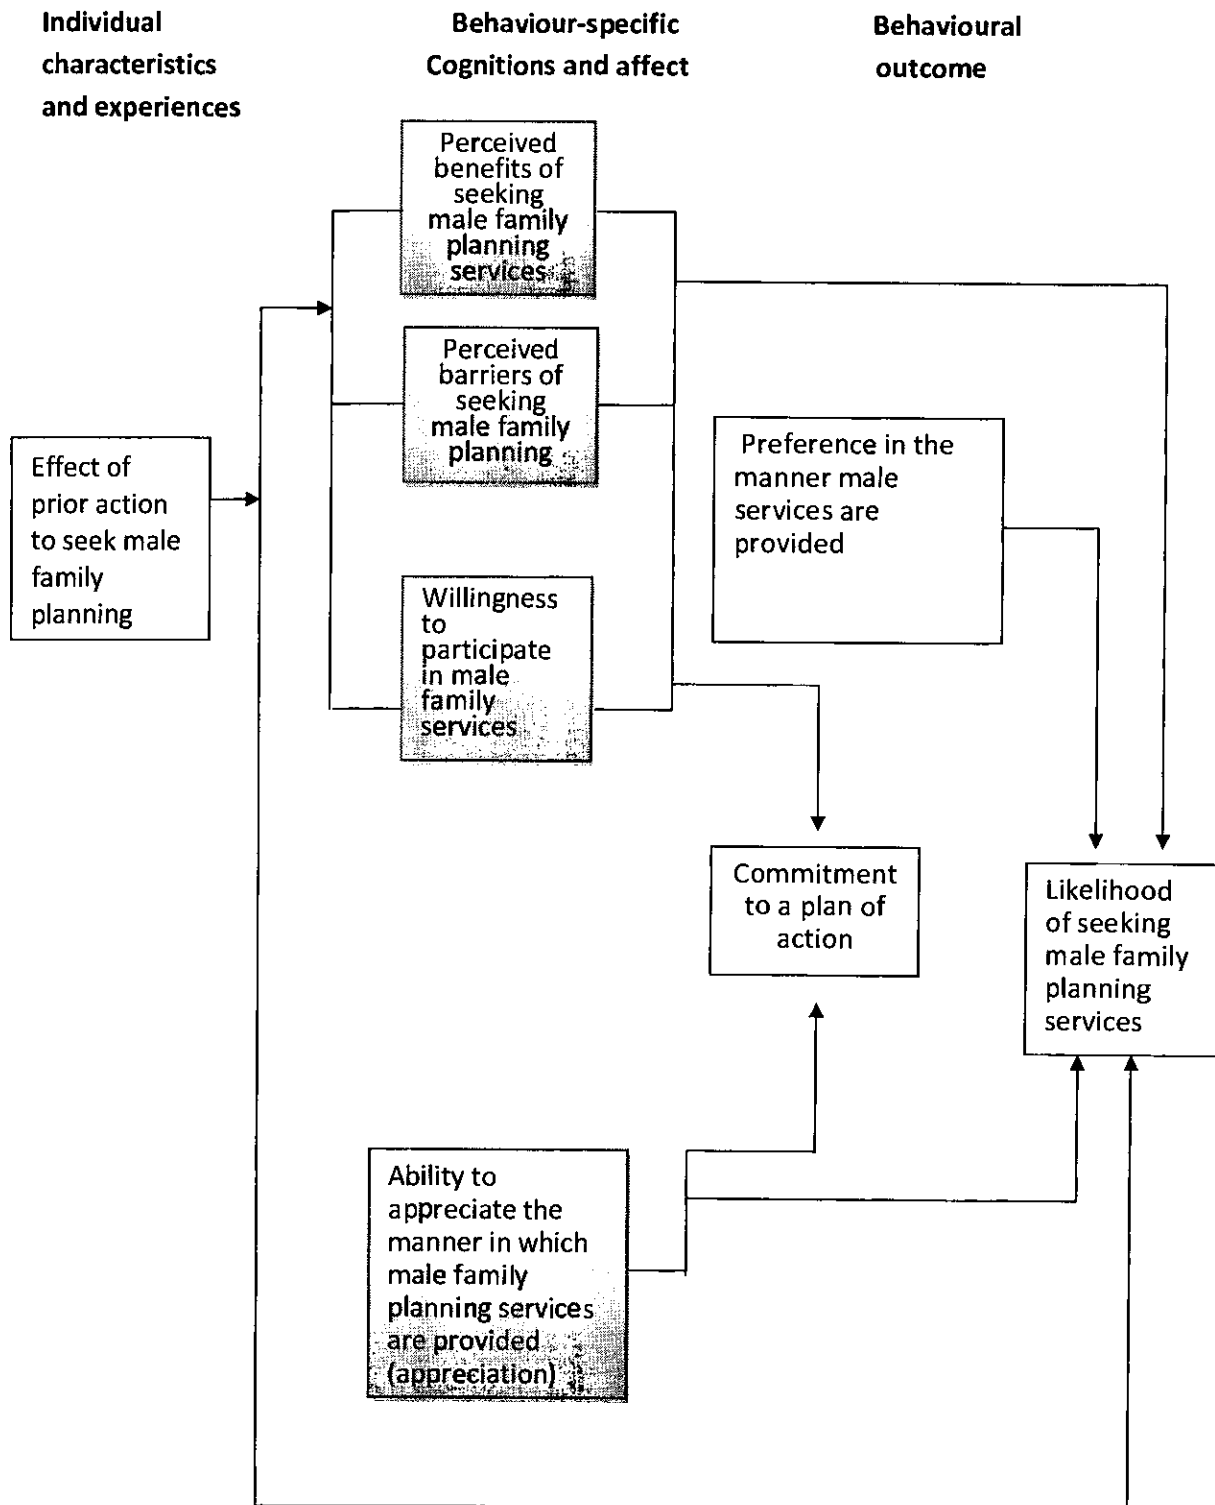 Individual
characteristics
and experiences
Behaviour-specific
Cognitions and affect
Behavioural
outcome
Perceived
benefits of
seeking
male family
planning
services
Perceived
barriers of
seeking
male family
planning
Effect of
prior action
to seek male
family
planning
Preference in the
manner male
services are
provided
Willingness
to
participate
in male
family
services
Commitment
to a plan of
action
Likelihood
of seeking
male family
planning
services
Ability to
appreciate the
manner in which
male family
planning services
are provided
(appreciation)